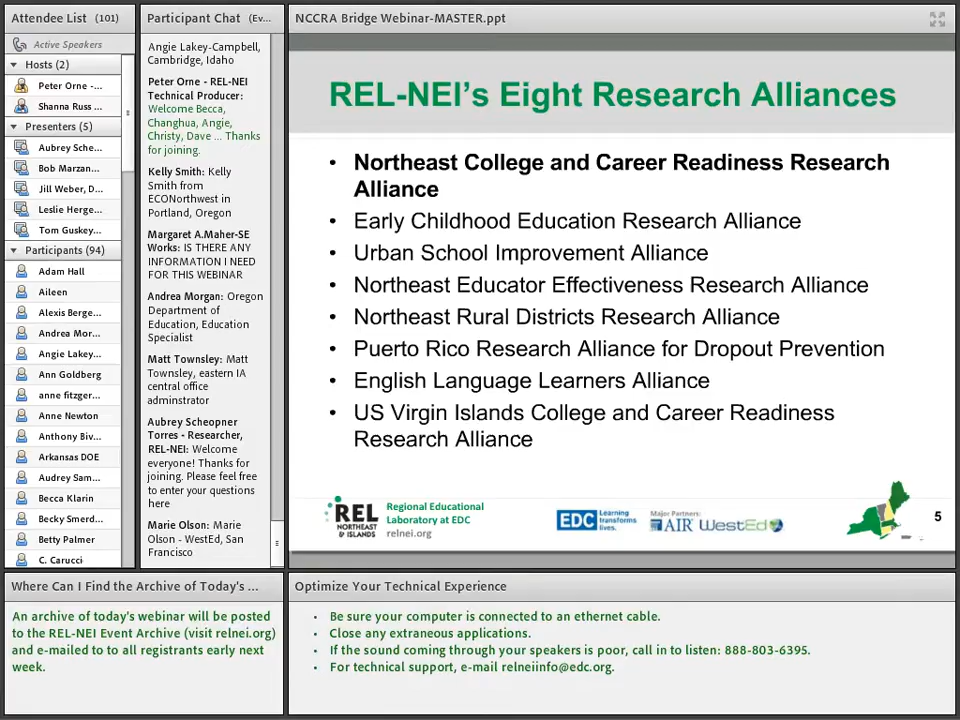 Attendee List (101)
Active Speakers
Hosts (2)
Peter Orne -...
Shanna Russ ...
Presenters (5)
Aubrey Sche...
Bob Marzan...
Jill Weber, D...
Leslie Herge...
Tom Guskey...
Participants (94)
Adam Hall
Aileen
Alexis Berge...
Andrea Mor...
Angie Lakey...
Ann Goldberg
anne fitzger...
Anne Newton
Anthony Biv...
Arkansas DOE
Audrey Sam...
Becca Klarin
Becky Smerd...
Betty Palmer
C. Carucci
Participant Chat (Ev...
Angie Lakey-Campbell,
Cambridge, Idaho
Peter Orne - REL-NEI
Technical Producer:
Welcome Becca,
Changhua, Angie,
Christy, Dave ... Thanks
for joining.
Kelly Smith: Kelly
Smith from
ECONorthwest in
Portland, Oregon
Margaret A.Maher-SE
Works: IS THERE ANY
INFORMATION I NEED
FOR THIS WEBINAR
Andrea Morgan: Oregon
Department of
Education, Education
Specialist
Matt Townsley: Matt
Townsley, eastern IA
central office
adminstrator
Aubrey Scheopner
Torres - Researcher,
REL-NEI: Welcome
everyone! Thanks for
joining. Please feel free
to enter your questions
here
Marie Olson: Marie
Olson - WestEd, San
Francisco
NCCRA Bridge Webinar-MASTER.ppt
REL-NEI's Eight Research Alliances
• Northeast College and Career Readiness Research
Alliance
• Early Childhood Education Research Alliance
• Urban School Improvement Alliance
• Northeast Educator Effectiveness Research Alliance
• Northeast Rural Districts Research Alliance
• Puerto Rico Research Alliance for Dropout Prevention
• English Language Learners Alliance
• US Virgin Islands College and Career Readiness
Research Alliance
REL
NORTHEAST
& ISLANDS
Regional Educational
Laboratory at EDC
relnei.org
EDC Learning
transforms
lives.
Major Partners:
AIR WestEd
5
Where Can I Find the Archive of Today's ...
An archive of today's webinar will be posted
to the REL-NEI Event Archive (visit relnei.org)
and e-mailed to to all registrants early next
week.
Optimize Your Technical Experience
• Be sure your computer is connected to an ethernet cable.
• Close any extraneous applications.
• If the sound coming through your speakers is poor, call in to listen: 888-803-6395.
• For technical support, e-mail relneiinfo@edc.org.